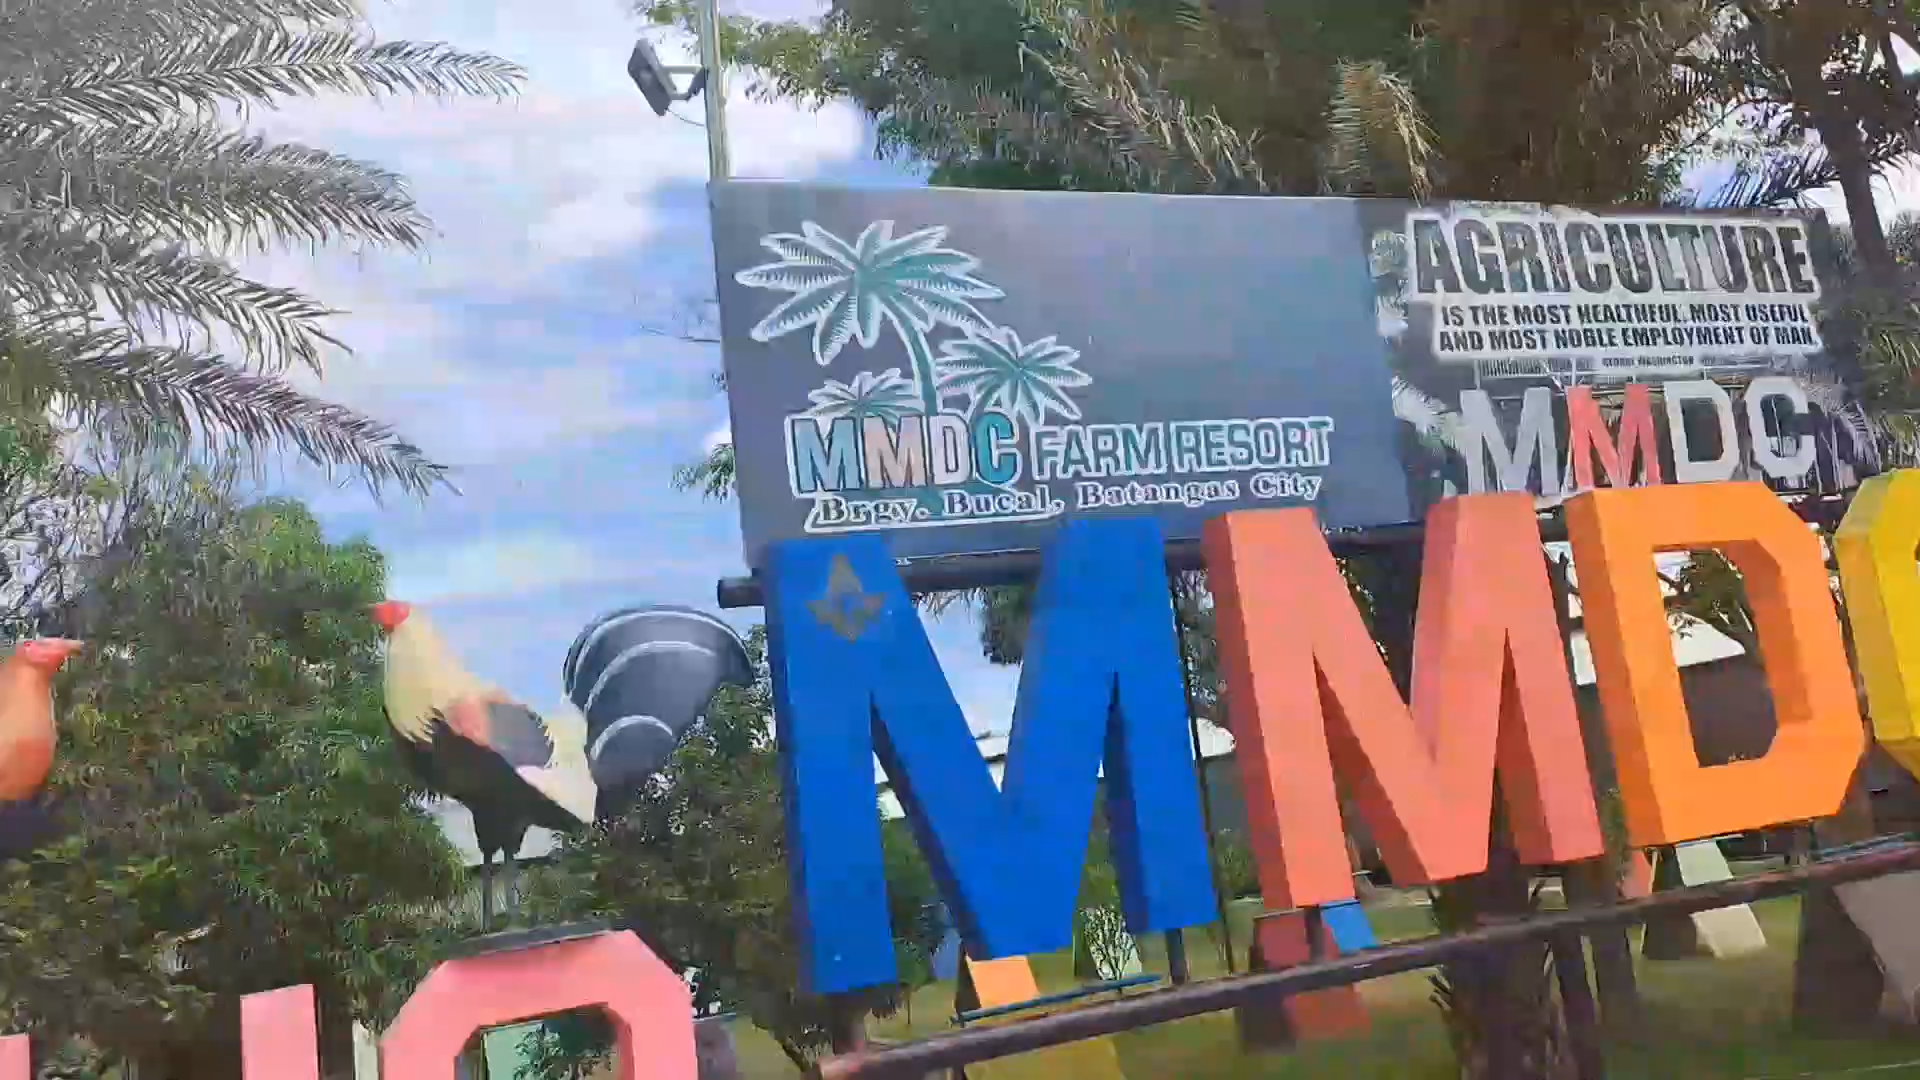 AGRICULTURE
IS THE MOST HEALTHFUL, MOST USEFUL
AND MOST NOBLE EMPLOYMENT OF MAN.
GEORGE WASHINGTON
MMDC
MMDC FARM RESORT
Brgy. Bucal, Batangas City
MMDC